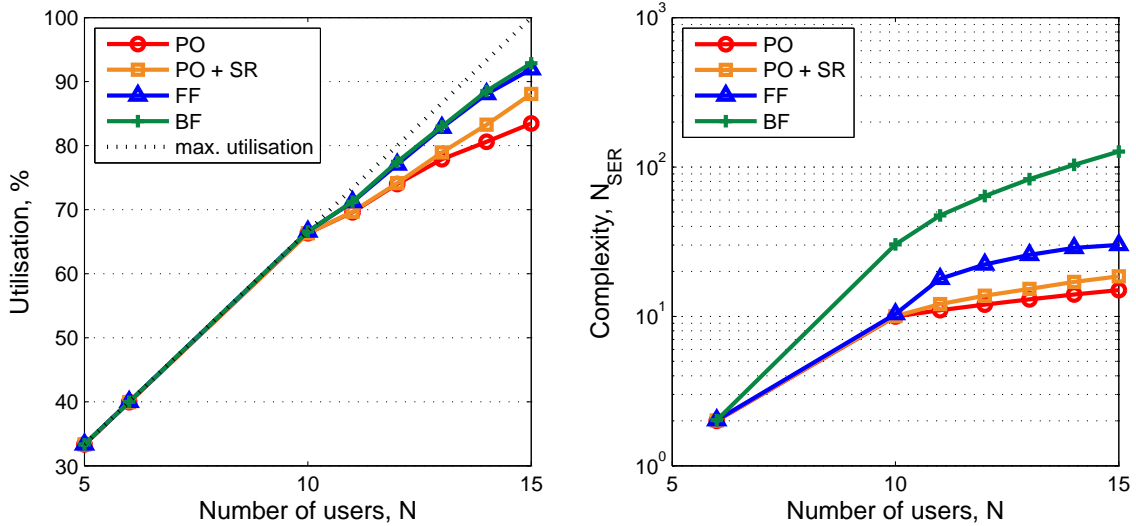 100
90
80
70
60
50
40
30
5
10
15
Utilisation, %
Number of users, N
PO
PO + SR
FF
BF
max. utilisation
10^3
10^2
10^1
10^0
5
10
15
Complexity, N_SER
Number of users, N
PO
PO + SR
FF
BF